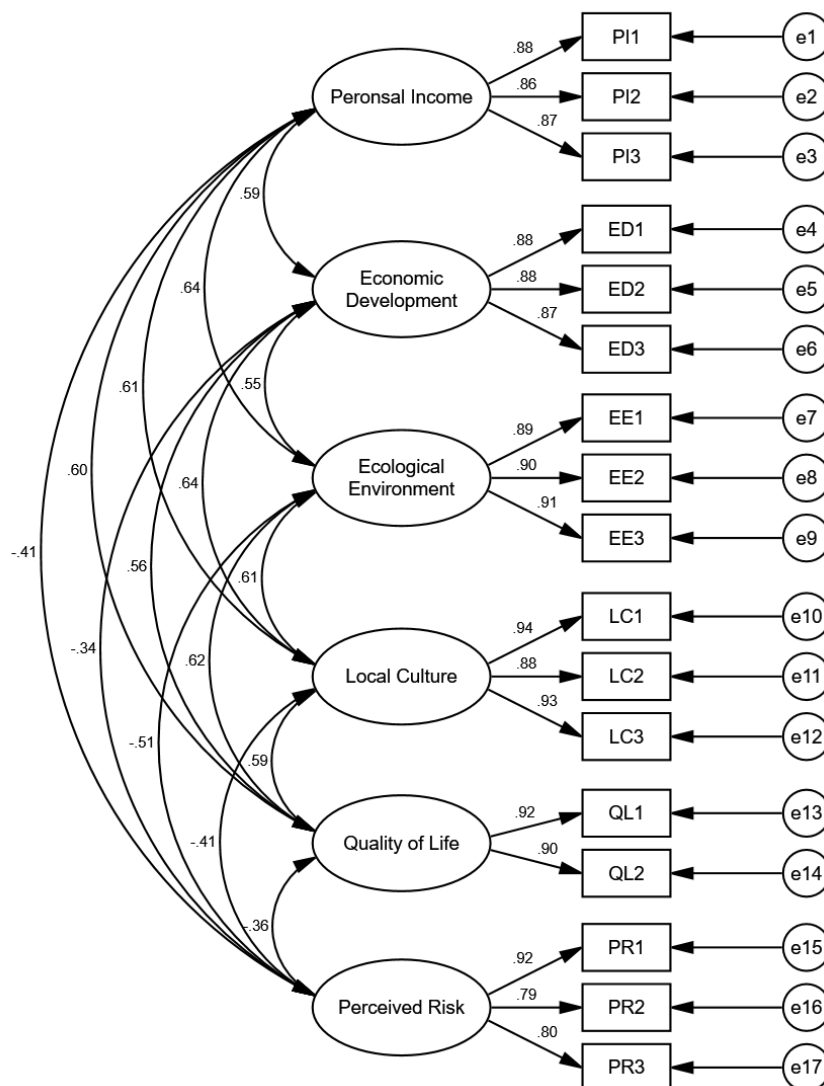 .88
PI1
e1
Peronsal Income
.86
PI2
e2
.87
PI3
e3
.59
.88
ED1
e4
Economic
Development
.88
ED2
e5
.87
ED3
e6
.64
.55
.61
.89
EE1
e7
Ecological
Environment
.90
EE2
e8
.91
EE3
e9
.60
.64
-.41
.56
.61
.94
LC1
e10
Local Culture
.88
LC2
e11
.93
LC3
e12
-.34
.62
-.51
.59
.92
QL1
e13
Quality of Life
.90
QL2
e14
-.41
-.36
.92
PR1
e15
Perceived Risk
.79
PR2
e16
.80
PR3
e17